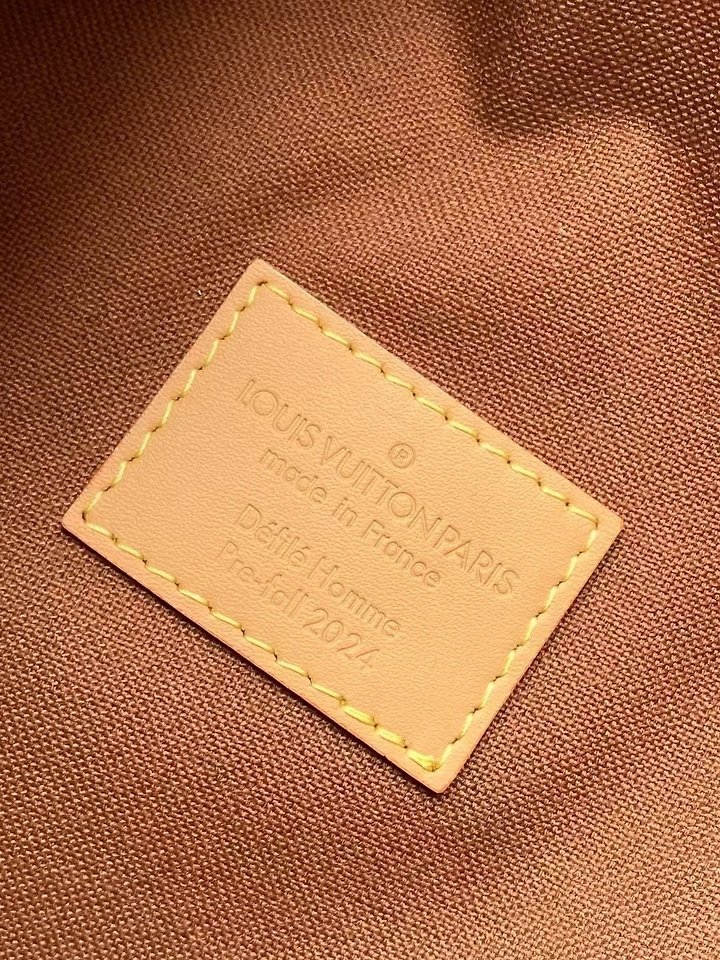 ®
LOUIS VUITTON PARIS
made in France
Défilé Homme
Pre-fall 2024